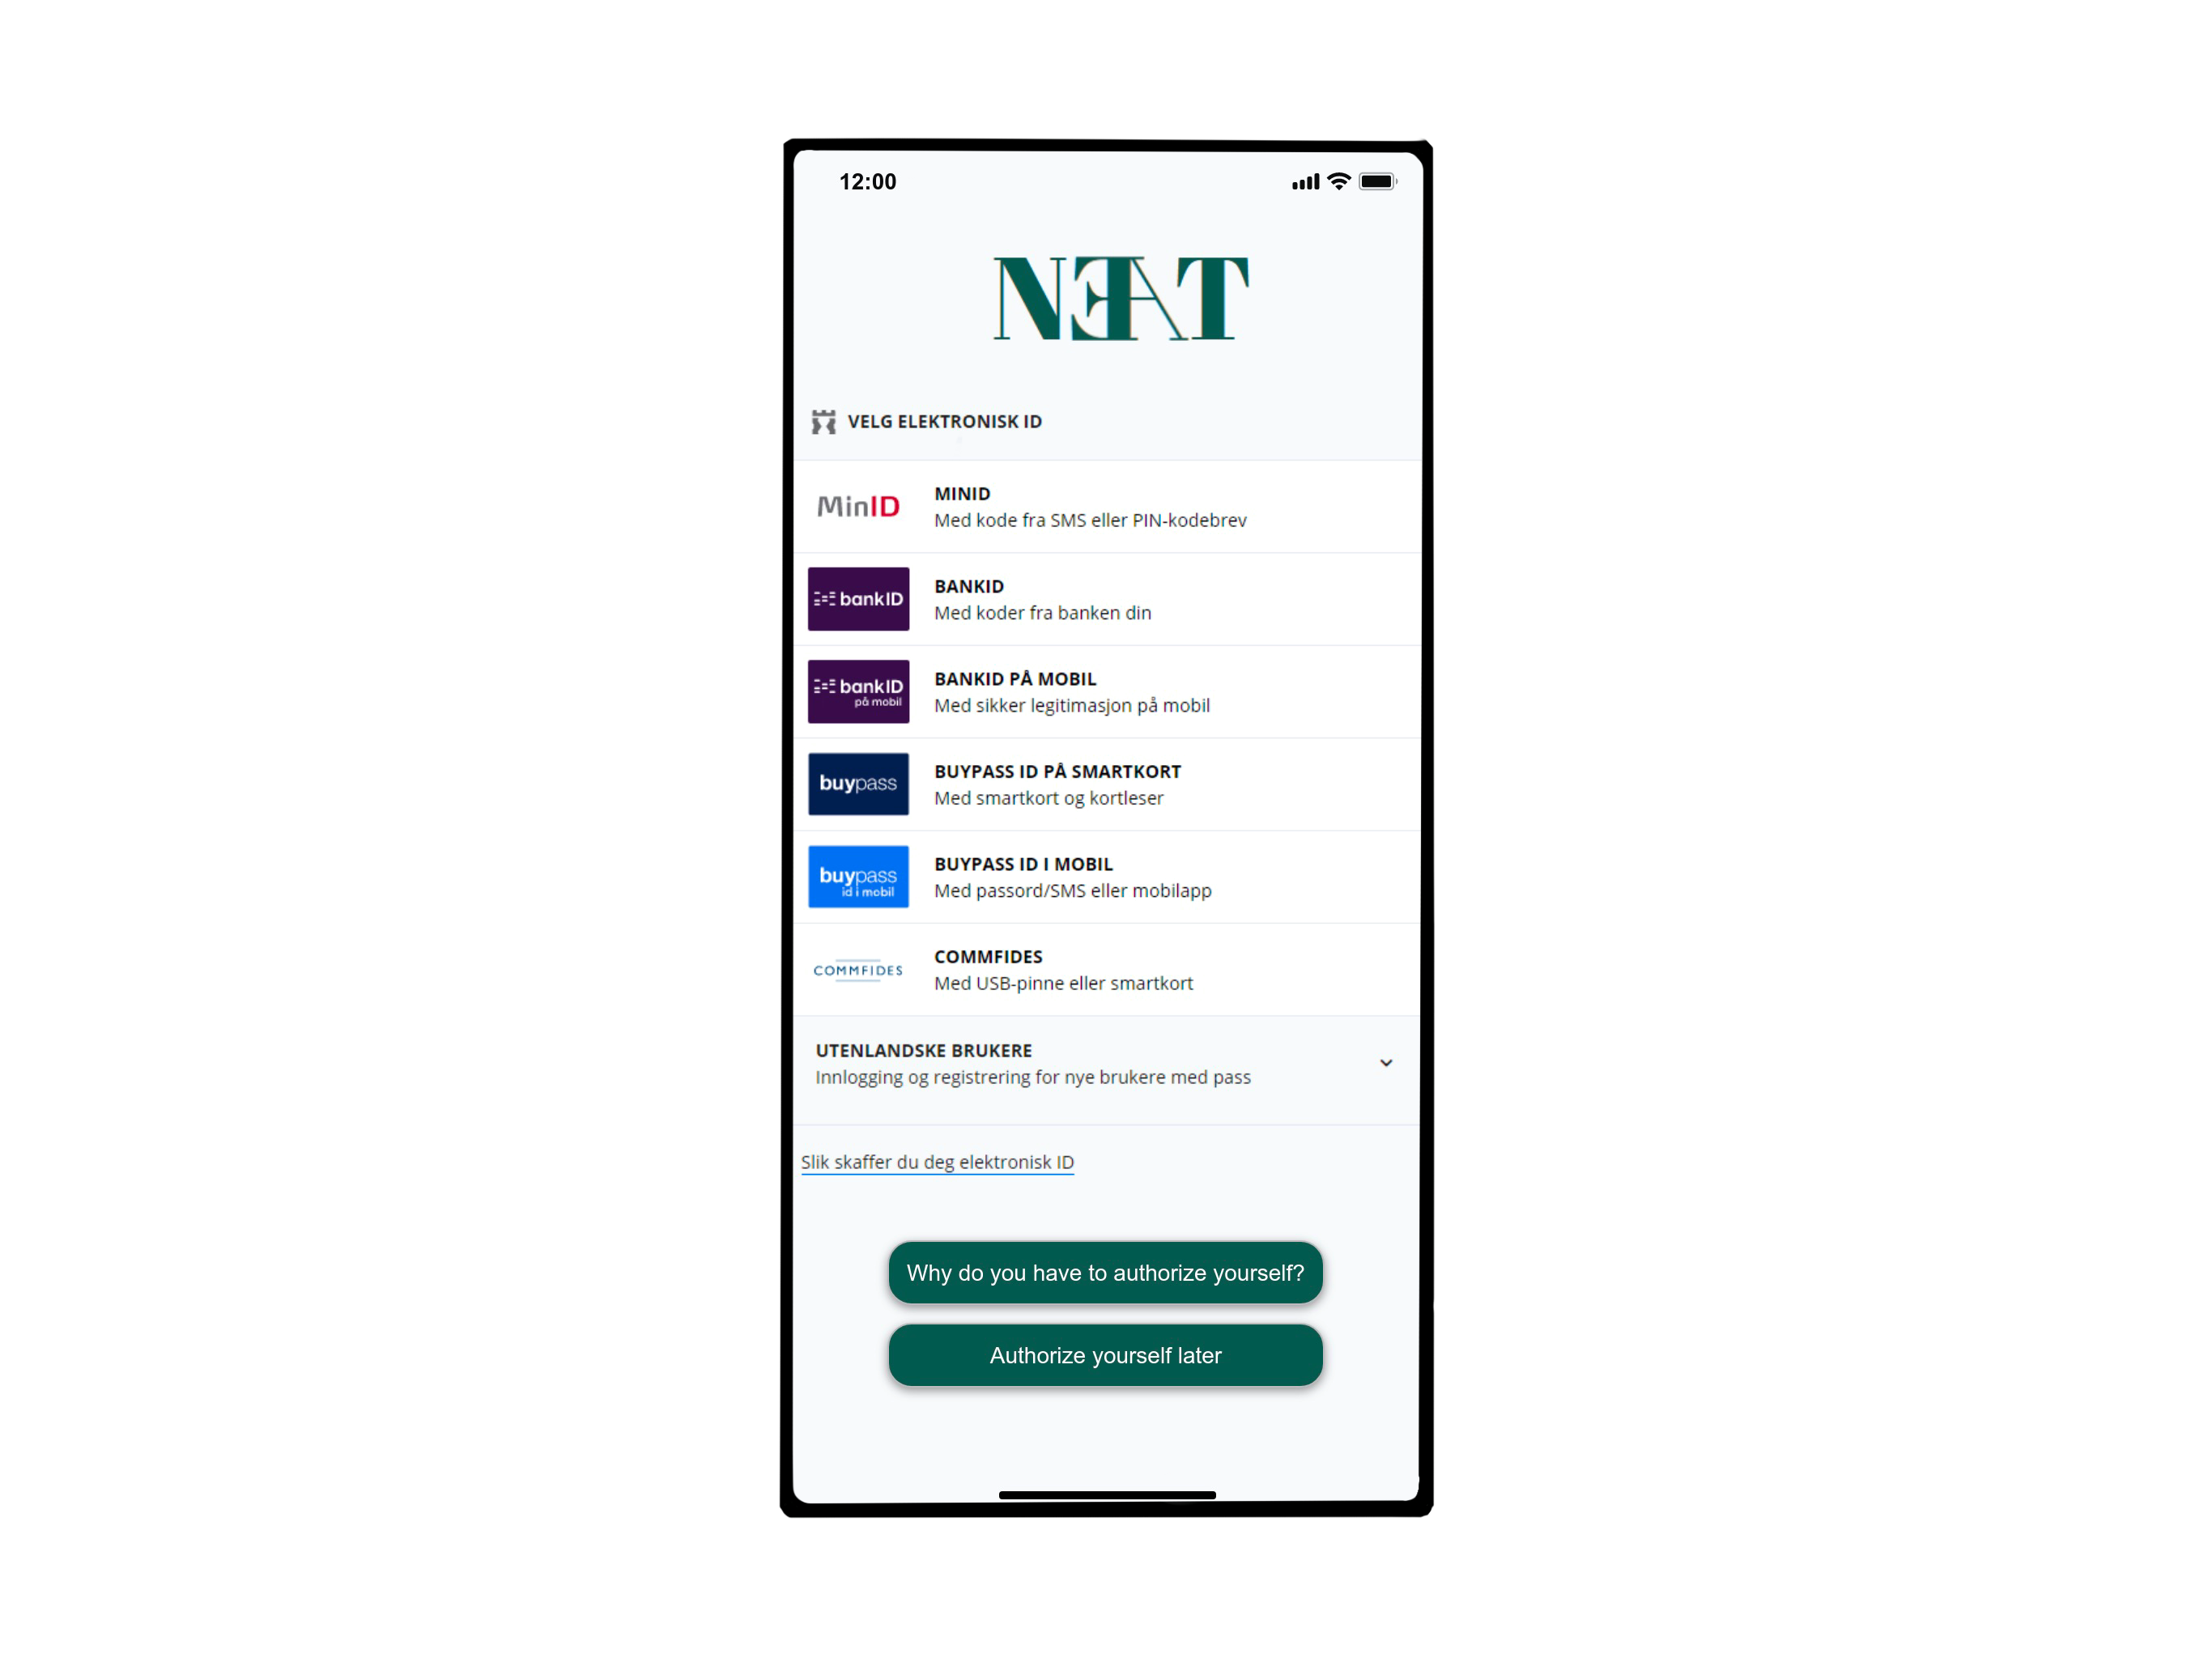 12:00
NEAT
VELG ELEKTRONISK ID
MinID
MINID
Med kode fra SMS eller PIN-kodebrev
bankID
BANKID
Med koder fra banken din
bankID
på mobil
BANKID PÅ MOBIL
Med sikker legitimasjon på mobil
buypass
BUYPASS ID PÅ SMARTKORT
Med smartkort og kortleser
buypass
id i mobil
BUYPASS ID I MOBIL
Med passord/SMS eller mobilapp
COMMFIDES
COMMFIDES
Med USB-pinne eller smartkort
UTENLANDSKE BRUKERE
Innlogging og registrering for nye brukere med pass
Slik skaffer du deg elektronisk ID
Why do you have to authorize yourself?
Authorize yourself later